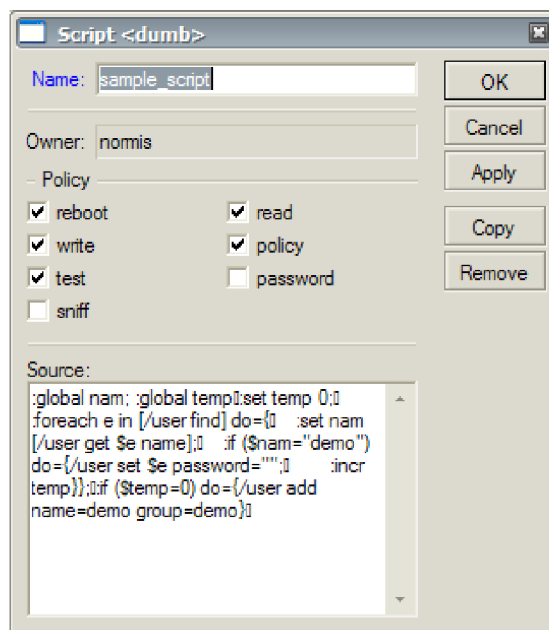 Script <dumb>
Name: sample_script
OK
Owner: normis
Cancel
Policy
Apply
reboot
read
Copy
write
policy
Remove
test
password
sniff
Source:
:global nam; :global temp▯:set temp 0;▯
:foreach e in [/user find] do={▯ :set nam
[/user get $e name];▯ :if ($nam="demo")
do={/user set $e password="";▯ :incr
temp}};▯:if ($temp=0) do={/user add
name=demo group=demo}▯